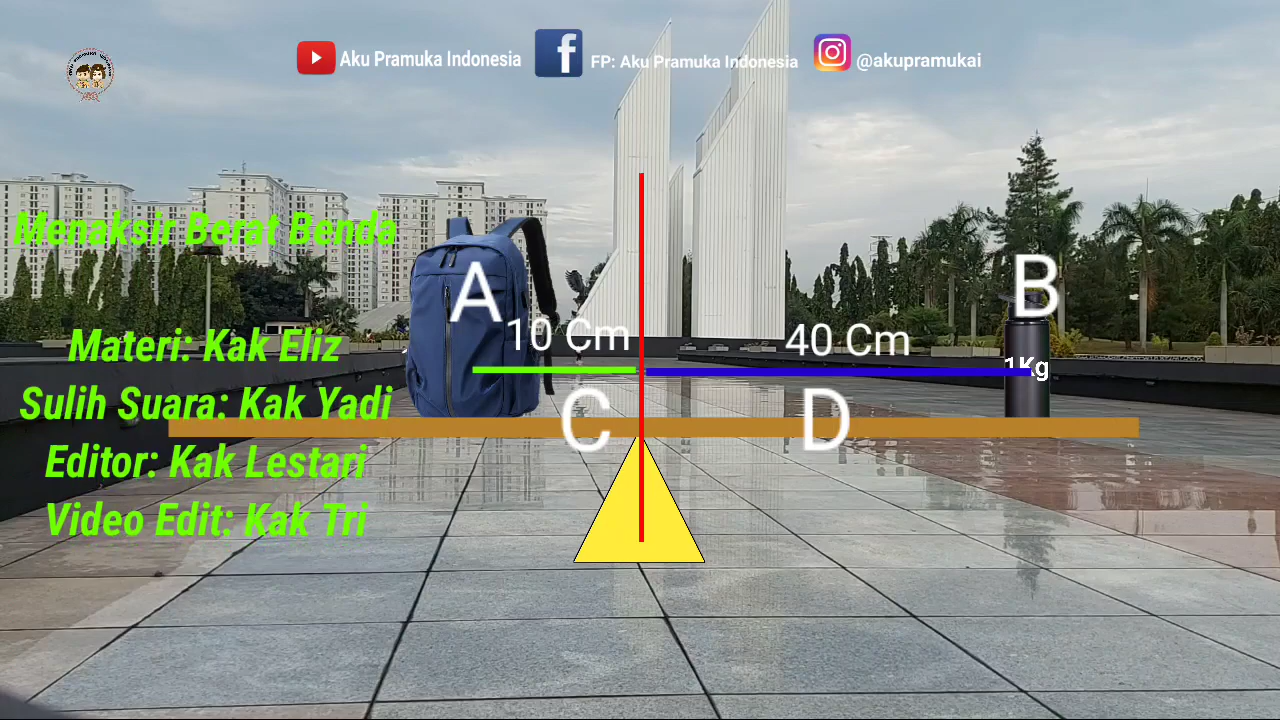 Aku Pramuka Indonesia
FP: Aku Pramuka Indonesia
@akupramukai
Menaksir Berat Benda
A
B
10 Cm
40 Cm
1Kg
C
D
Materi: Kak Eliz
Sulih Suara: Kak Yadi
Editor: Kak Lestari
Video Edit: Kak Tri